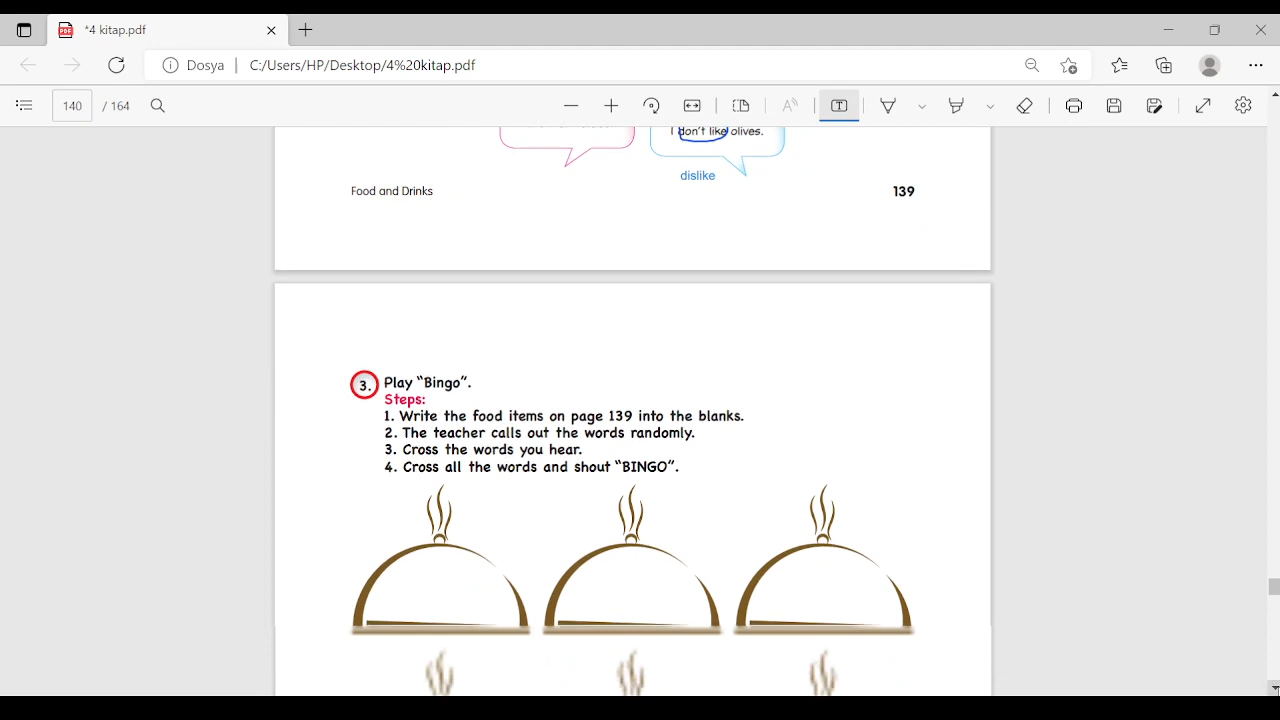 *4 kitap.pdf
Dosya | C:/Users/HP/Desktop/4%20kitap.pdf
140 / 164
I don't like olives.
dislike
Food and Drinks
139
3. Play "Bingo".
Steps:
1. Write the food items on page 139 into the blanks.
2. The teacher calls out the words randomly.
3. Cross the words you hear.
4. Cross all the words and shout "BINGO".